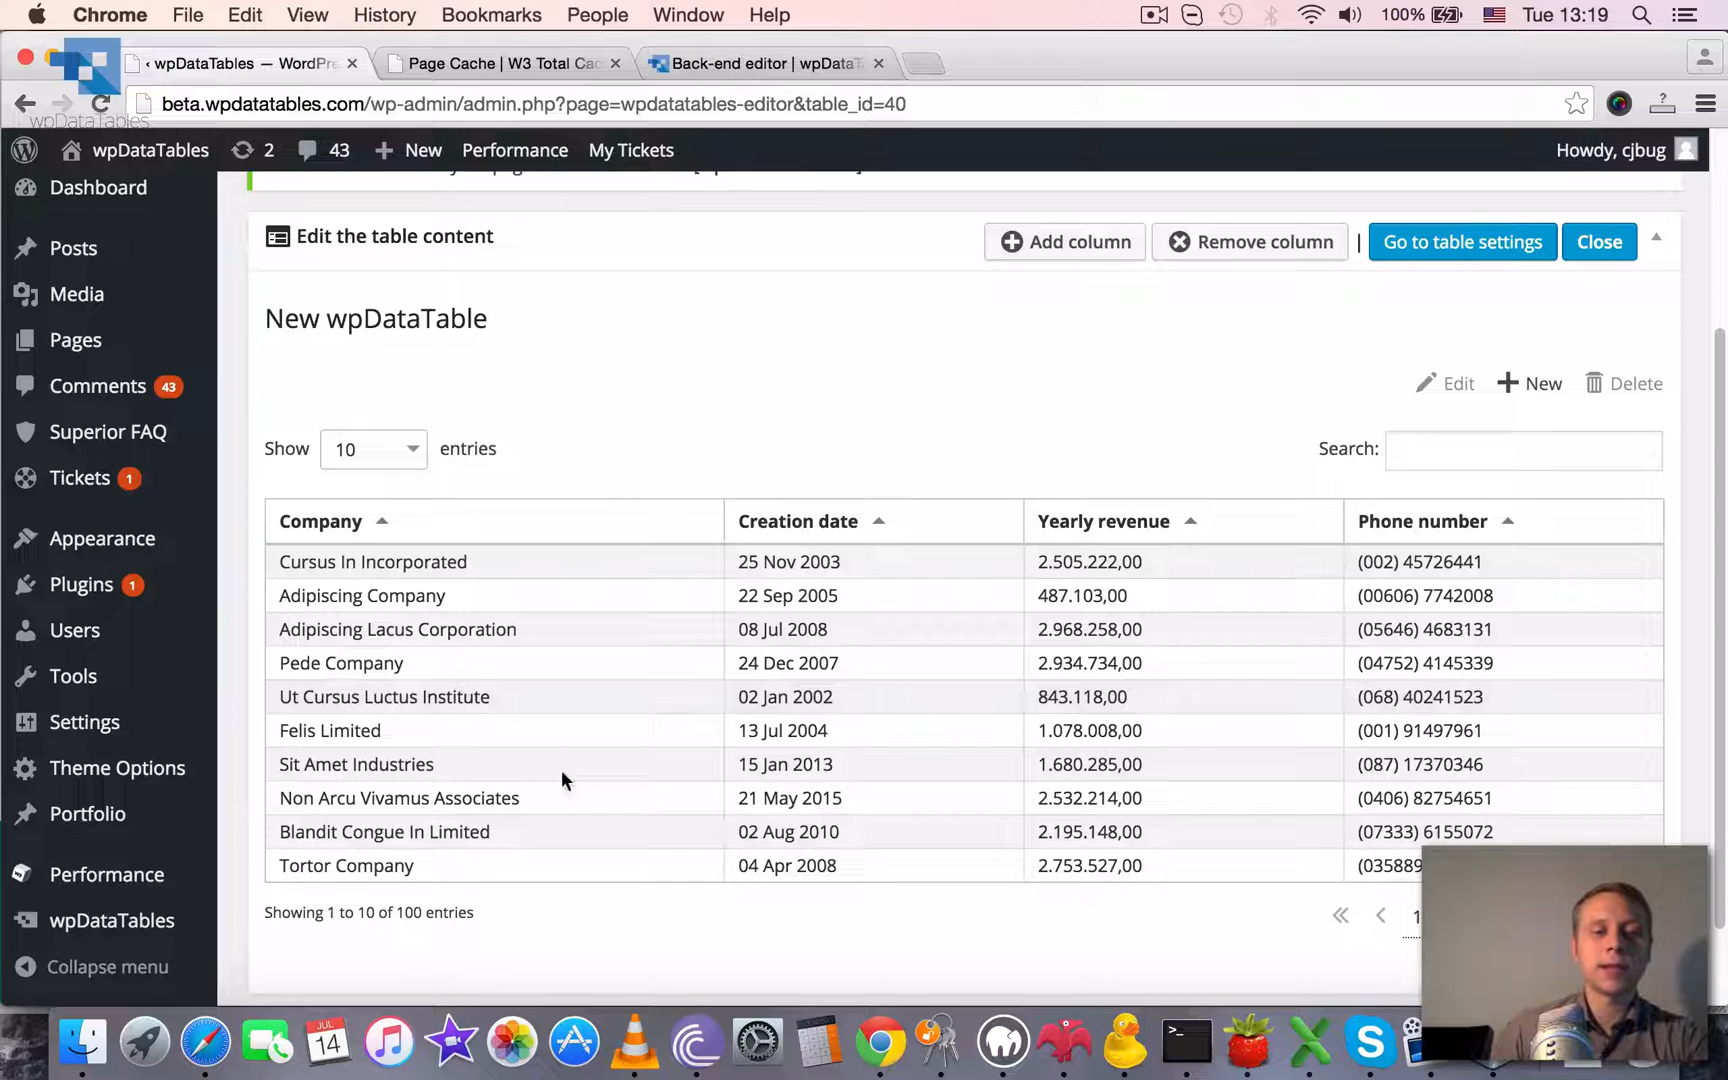 Chrome File Edit View History Bookmarks People Window Help 100% Tue 13:19
‹ wpDataTables — WordPre Page Cache | W3 Total Cac Back-end editor | wpDataT
beta.wpdatatables.com/wp-admin/admin.php?page=wpdatatables-editor&table_id=40
wpDataTables
wpDataTables 2 43 New Performance My Tickets Howdy, cjbug
Dashboard
Posts
Media
Pages
Comments 43
Superior FAQ
Tickets 1
Appearance
Plugins 1
Users
Tools
Settings
Theme Options
Portfolio
Performance
wpDataTables
Collapse menu
Edit the table content Add column Remove column | Go to table settings Close
New wpDataTable
Edit New Delete
Show 10 entries Search:
Company Creation date Yearly revenue Phone number
Cursus In Incorporated 25 Nov 2003 2.505.222,00 (002) 45726441
Adipiscing Company 22 Sep 2005 487.103,00 (00606) 7742008
Adipiscing Lacus Corporation 08 Jul 2008 2.968.258,00 (05646) 4683131
Pede Company 24 Dec 2007 2.934.734,00 (04752) 4145339
Ut Cursus Luctus Institute 02 Jan 2002 843.118,00 (068) 40241523
Felis Limited 13 Jul 2004 1.078.008,00 (001) 91497961
Sit Amet Industries 15 Jan 2013 1.680.285,00 (087) 17370346
Non Arcu Vivamus Associates 21 May 2015 2.532.214,00 (0406) 82754651
Blandit Congue In Limited 02 Aug 2010 2.195.148,00 (07333) 6155072
Tortor Company 04 Apr 2008 2.753.527,00 (035889
Showing 1 to 10 of 100 entries 1
JUL
14